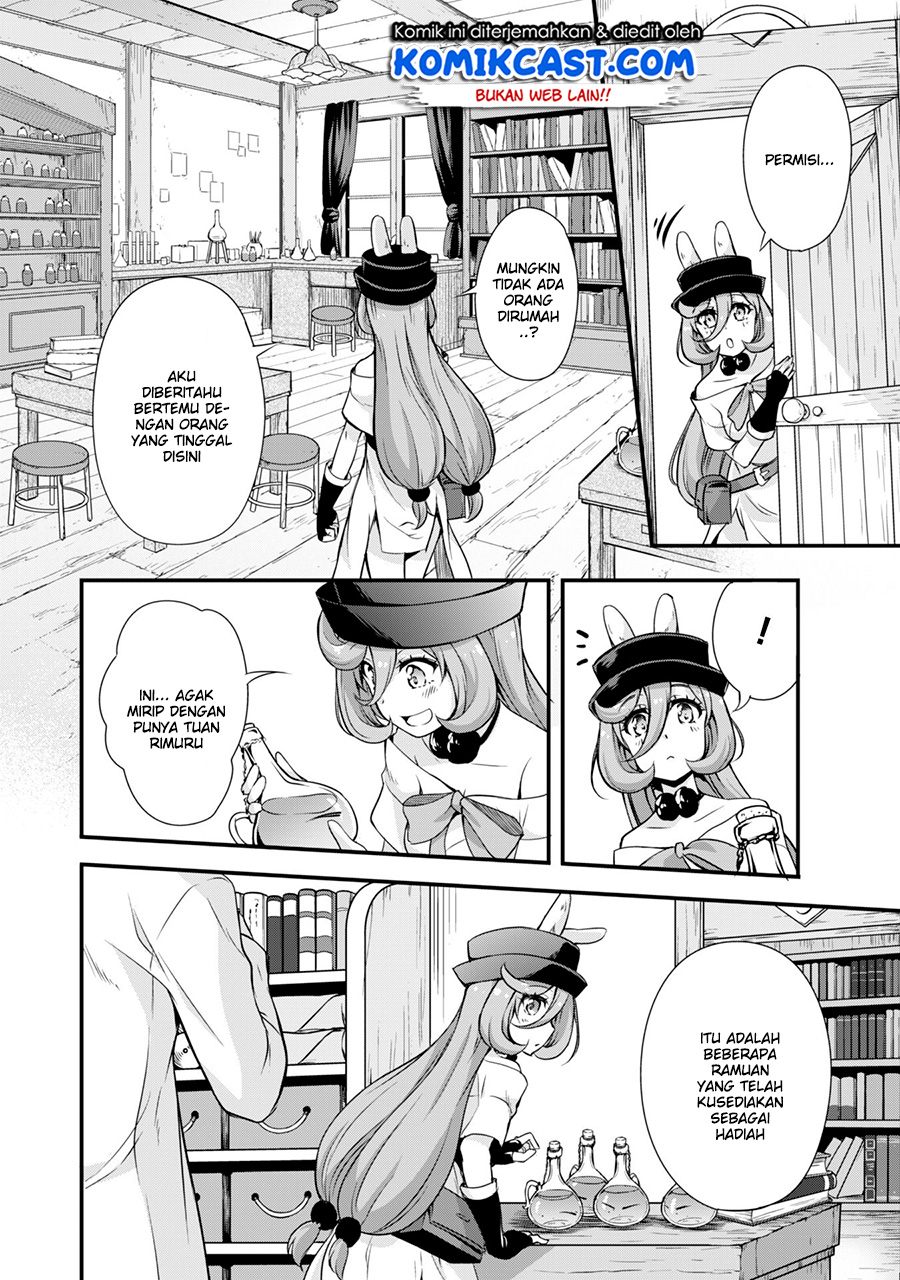 Komik ini diterjemahkan & diedit oleh
KOMIKCAST.COM
BUKAN WEB LAIN!!
PERMISI...
MUNGKIN
TIDAK ADA
ORANG
DIRUMAH
..?
AKU
DIBERITAHU
BERTEMU DE-
NGAN ORANG
YANG TINGGAL
DISINI
!
INI... AGAK
MIRIP DENGAN
PUNYA TUAN
RIMURU
ITU ADALAH
BEBERAPA
RAMUAN
YANG TELAH
KUSEDIAKAN
SEBAGAI
HADIAH